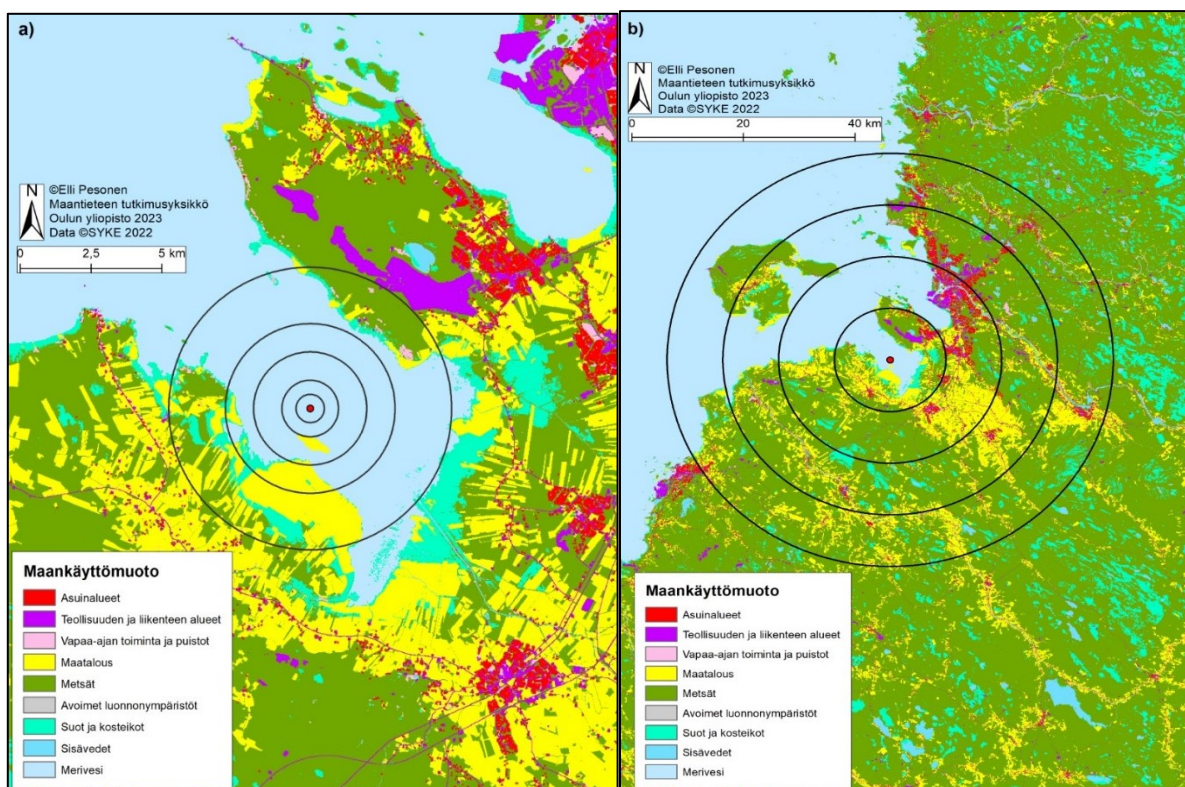 a)
N
©Elli Pesonen
Maantieteen tutkimusyksikkö
Oulun yliopisto 2023
Data ©SYKE 2022
0 2,5 5 km
Maankäyttömuoto
Asuinalueet
Teollisuuden ja liikenteen alueet
Vapaa-ajan toiminta ja puistot
Maatalous
Metsät
Avoimet luonnonympäristöt
Suot ja kosteikot
Sisävedet
Merivesi
b)
N
©Elli Pesonen
Maantieteen tutkimusyksikkö
Oulun yliopisto 2023
Data ©SYKE 2022
0 20 40 km
Maankäyttömuoto
Asuinalueet
Teollisuuden ja liikenteen alueet
Vapaa-ajan toiminta ja puistot
Maatalous
Metsät
Avoimet luonnonympäristöt
Suot ja kosteikot
Sisävedet
Merivesi